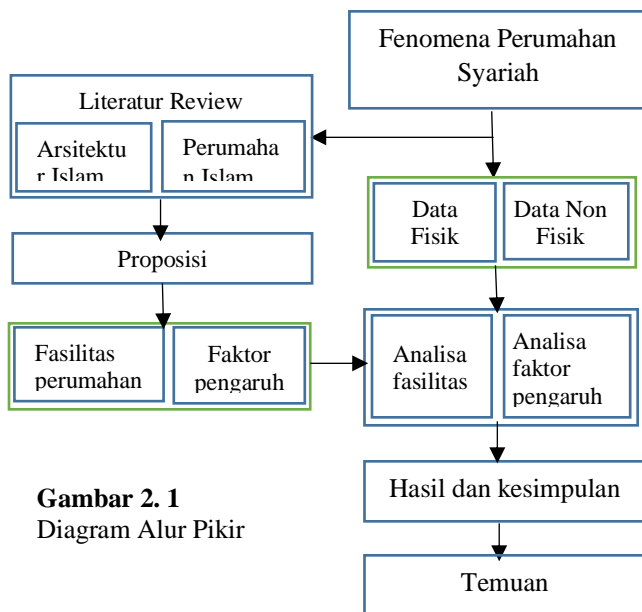 Fenomena Perumahan
Syariah
Literatur Review
Arsitektu
r Islam
Perumaha
n Islam
Data
Fisik
Data Non
Fisik
Proposisi
Fasilitas
perumahan
Faktor
pengaruh
Analisa
fasilitas
Analisa
faktor
pengaruh
Hasil dan kesimpulan
Temuan
Gambar 2. 1
Diagram Alur Pikir